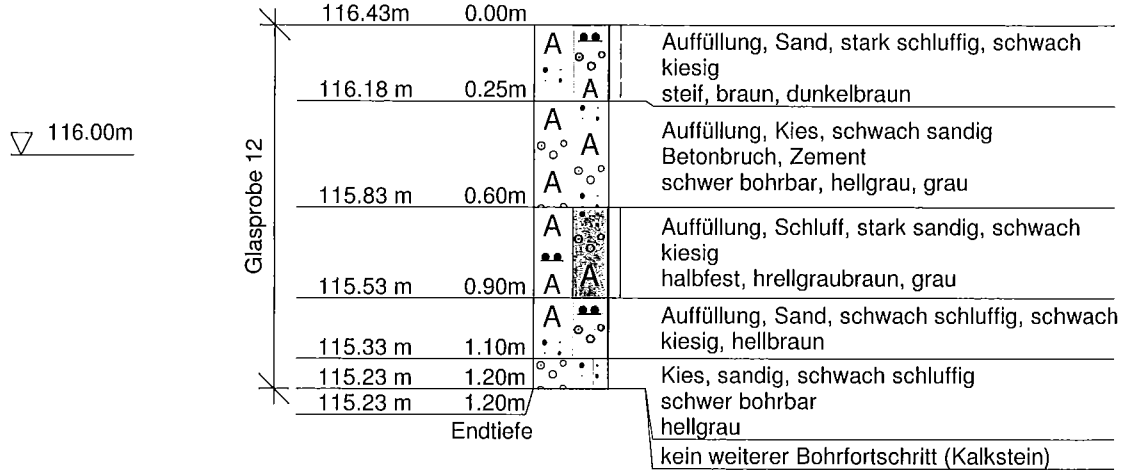 116.43m 0.00m
Auffüllung, Sand, stark schluffig, schwach
kiesig
steif, braun, dunkelbraun
116.18 m 0.25m
116.00m
Auffüllung, Kies, schwach sandig
Betonbruch, Zement
schwer bohrbar, hellgrau, grau
115.83 m 0.60m
Glasprobe 12
Auffüllung, Schluff, stark sandig, schwach
kiesig
halbfest, hrellgraubraun, grau
115.53 m 0.90m
Auffüllung, Sand, schwach schluffig, schwach
kiesig, hellbraun
115.33 m 1.10m
Kies, sandig, schwach schluffig
schwer bohrbar
hellgrau
115.23 m 1.20m
115.23 m 1.20m
Endtiefe
kein weiterer Bohrfortschritt (Kalkstein)
A
A
A
A
A
A
A
A
A